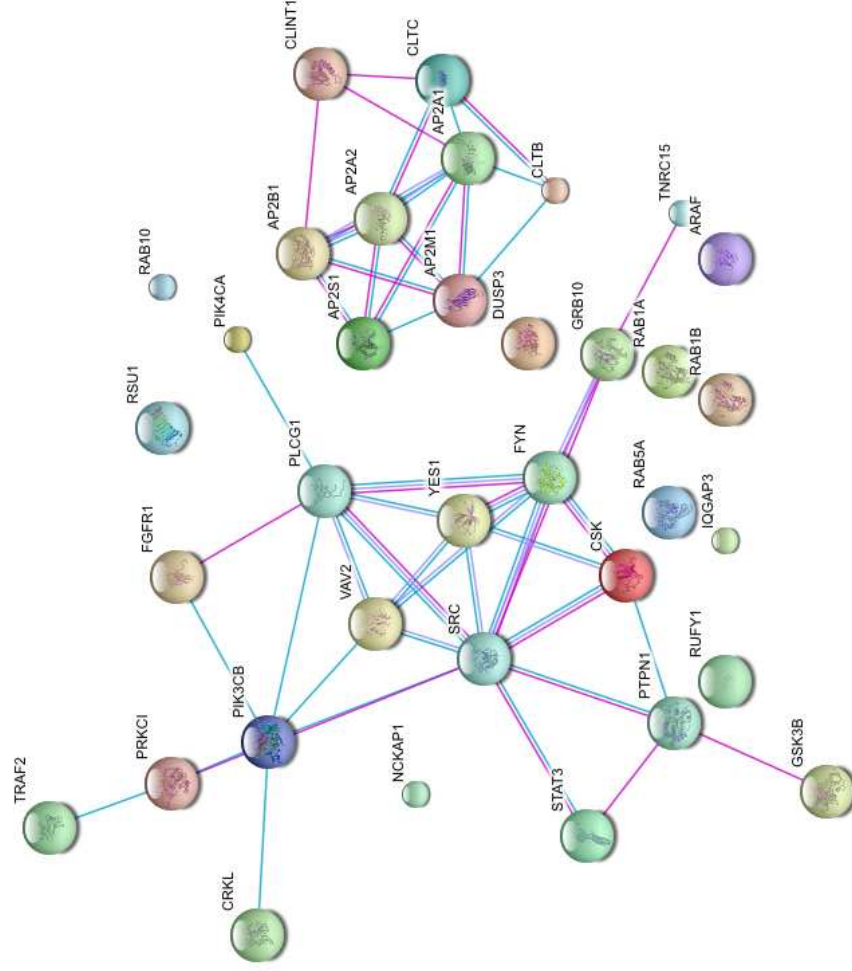 CLINT1
CLTC
AP2A1
AP2A2
CLTB
AP2B1
AP2M1
TNRC15
ARAF
RAB10
PIK4CA
AP2S1
DUSP3
GRB10
RAB1A
RAB1B
RSU1
PLCG1
FYN
YES1
RAB5A
IQGAP3
FGFR1
VAV2
CSK
SRC
RUFY1
PTPN1
PIK3CB
PRKCI
TRAF2
NCKAP1
STAT3
GSK3B
CRKL